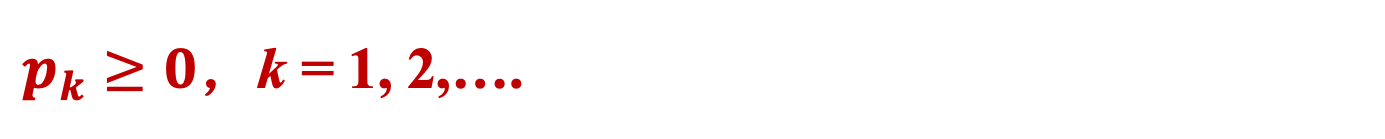 pₖ ≥ 0, k = 1, 2,….